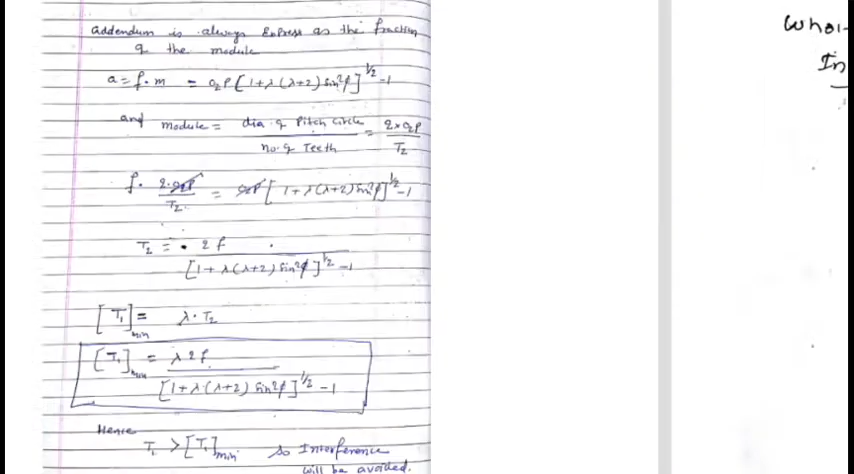 Addendum is always Express as the fraction
of the module
a = f·m = O₂P [1+λ(λ+2) sin²φ]^1/2 -1
and module = dia. of Pitch circle / no. of Teeth = 2×O₂P / T₂
f. 2·O₂P / T₂. = O₂P [1+λ(λ+2) sin²φ]^1/2 -1
T₂ = 2f / [1+λ(λ+2) sin²φ]^1/2 -1
[T₁]min = λ·T₂
[T₁]min = λ2f / [1+λ(λ+2) sin²φ]^1/2 -1
Hence
T₁ > [T₁]min. so Interference
will be avoided.
In